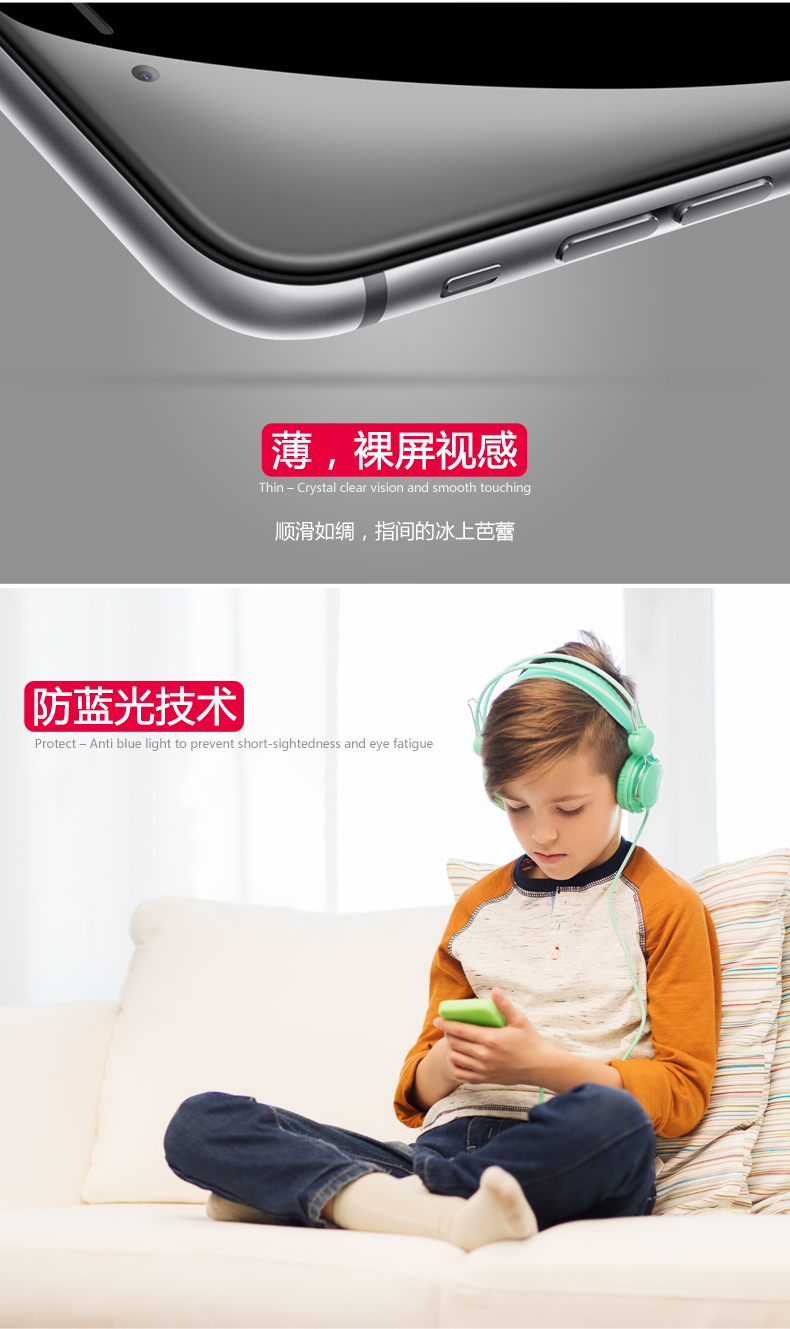 薄，裸屏视感
Thin – Crystal clear vision and smooth touching
顺滑如绸，指间的冰上芭蕾
防蓝光技术
Protect – Anti blue light to prevent short-sightedness and eye fatigue